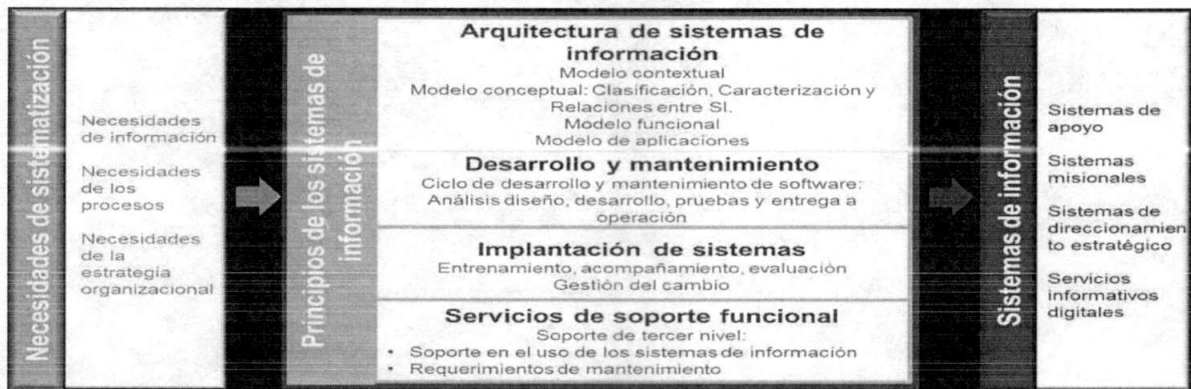 Necesidades de sistematización
Necesidades
de información
Necesidades
de los
procesos
Necesidades
de la
estrategia
organizacional
Principios de los sistemas de
información
Arquitectura de sistemas de
información
Modelo contextual
Modelo conceptual: Clasificación, Caracterización y
Relaciones entre SI.
Modelo funcional
Modelo de aplicaciones
Desarrollo y mantenimiento
Ciclo de desarrollo y mantenimiento de software:
Análisis diseño, desarrollo, pruebas y entrega a
operación
Implantación de sistemas
Entrenamiento, acompañamiento, evaluación
Gestión del cambio
Servicios de soporte funcional
Soporte de tercer nivel:
• Soporte en el uso de los sistemas de información
• Requerimientos de mantenimiento
Sistemas de información
Sistemas de
apoyo
Sistemas
misionales
Sistemas de
direccionamien
to estratégico
Servicios
informativos
digitales